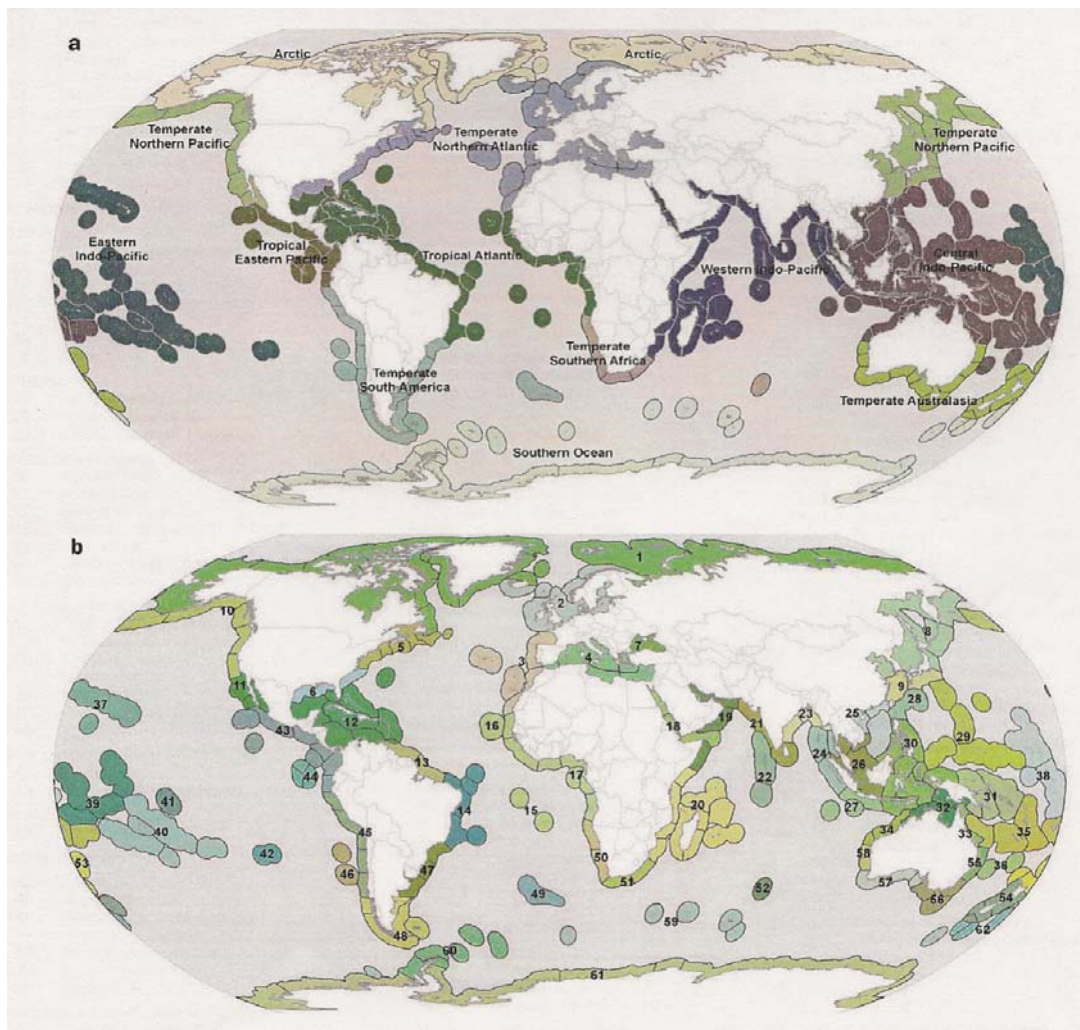 a
Arctic
Arctic
Temperate
Northern Pacific
Temperate
Northern Atlantic
Temperate
Northern Pacific
Eastern
Indo-Pacific
Tropical
Eastern Pacific
Tropical Atlantic
Western Indo-Pacific
Central
Indo-Pacific
Temperate
South America
Temperate
Southern Africa
Temperate Australasia
Southern Ocean
b
1
2
10
3
4
5
7
8
6
9
11
37
12
16
18
19
21
23
25
28
43
13
17
22
24
26
30
29
38
44
39
41
40
14
15
20
27
32
31
45
34
33
35
42
53
46
47
50
51
58
57
55
36
49
52
56
54
48
59
62
60
61